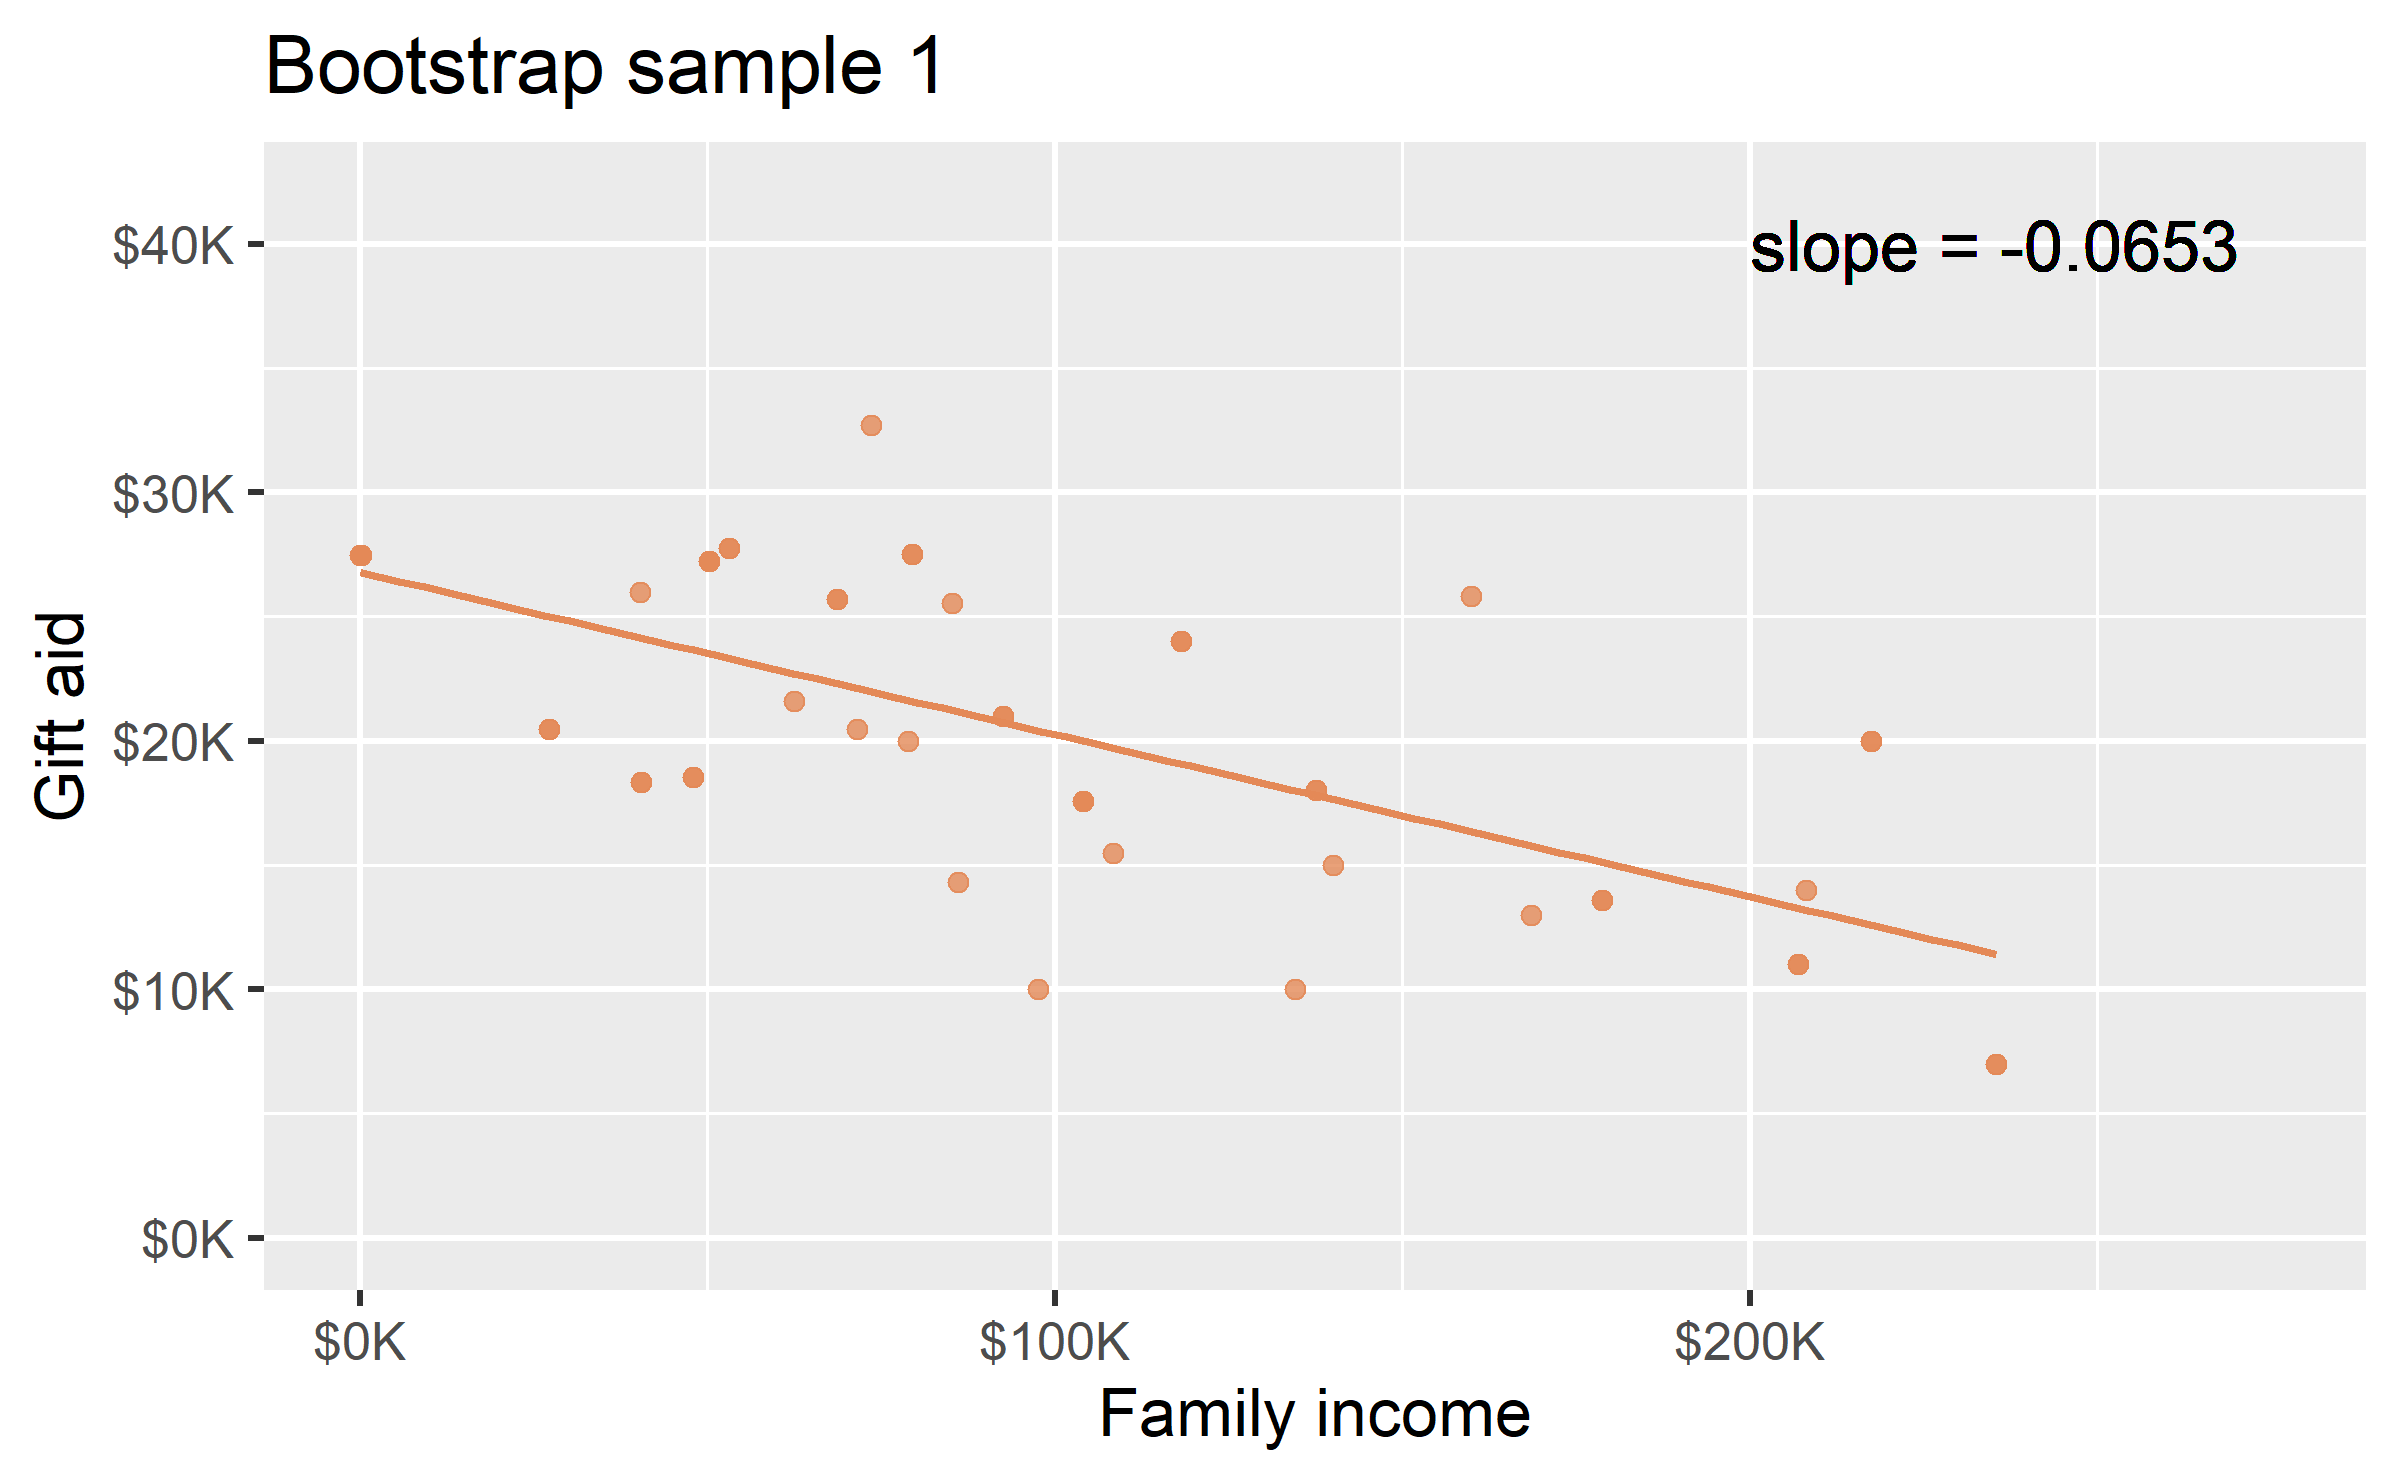 Bootstrap sample 1
slope = -0.0653
Gift aid
$40K
$30K
$20K
$10K
$0K
$0K
$100K
$200K
Family income